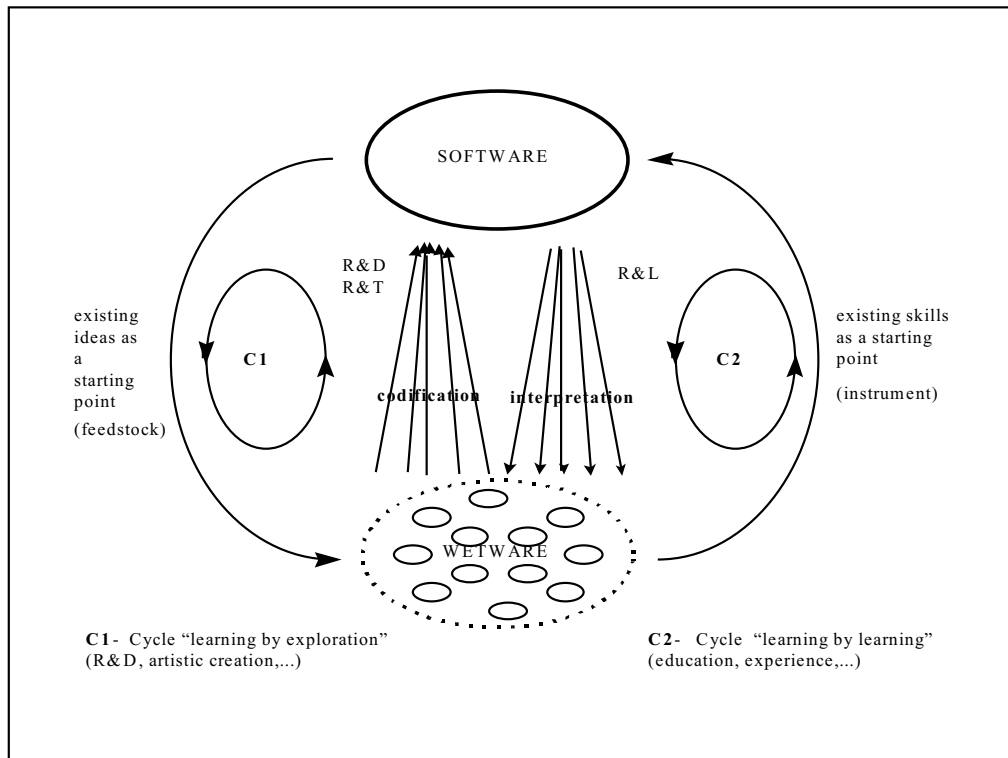 SOFTWARE
R&D
R&T
R&L
existing
ideas as
a
starting
point
(feedstock)
C1
codification
interpretation
C2
existing skills
as a starting
point
(instrument)
WETWARE
C1- Cycle “learning by exploration”
(R&D, artistic creation,...)
C2- Cycle “learning by learning”
(education, experience,...)